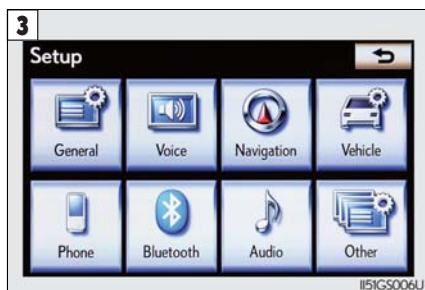 3
Setup
General Voice Navigation Vehicle
Phone Bluetooth Audio Other
II51GS006U